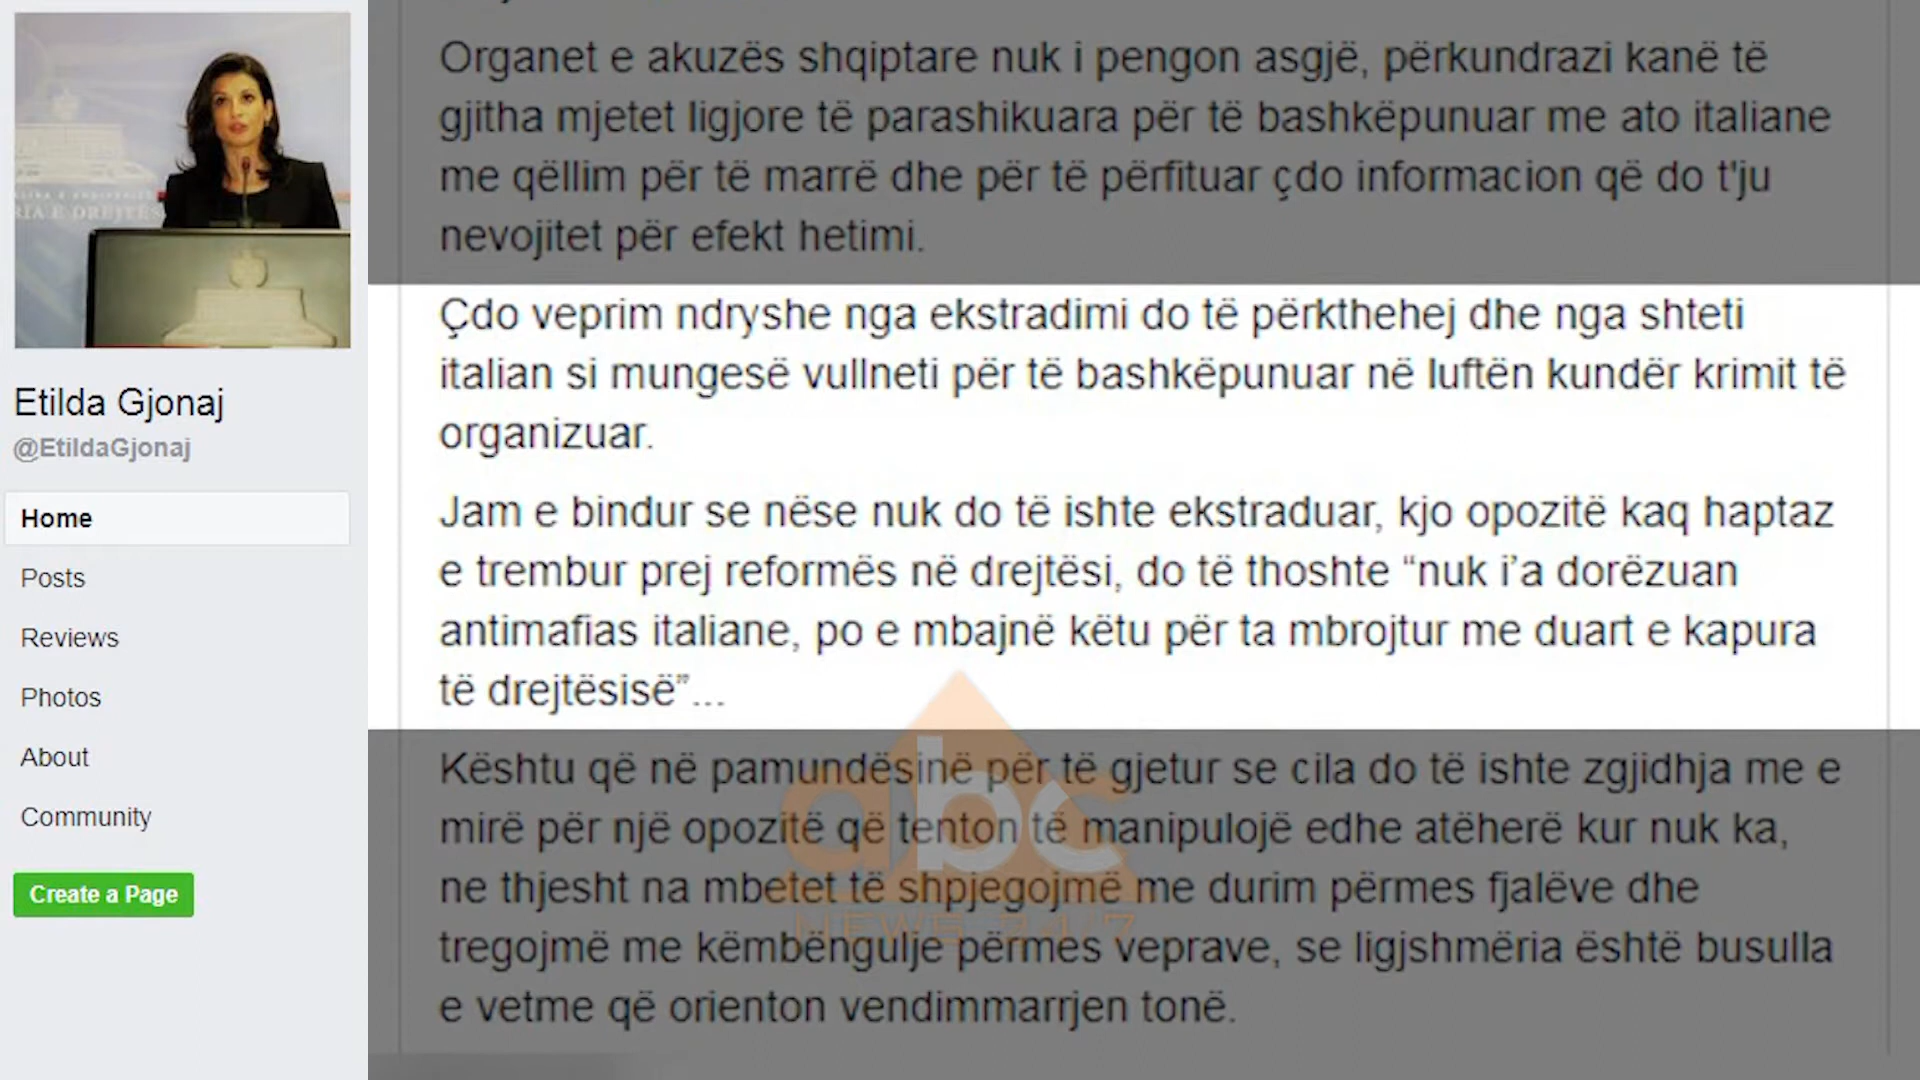 RIA E DREJTËS
Etilda Gjonaj
@EtildaGjonaj
Home
Posts
Reviews
Photos
About
Community
Create a Page
Organet e akuzës shqiptare nuk i pengon asgjë, përkundrazi kanë të
gjitha mjetet ligjore të parashikuara për të bashkëpunuar me ato italiane
me qëllim për të marrë dhe për të përfituar çdo informacion që do t'ju
nevojitet për efekt hetimi.
Çdo veprim ndryshe nga ekstradimi do të përkthehej dhe nga shteti
italian si mungesë vullneti për të bashkëpunuar në luftën kundër krimit të
organizuar.
Jam e bindur se nëse nuk do të ishte ekstraduar, kjo opozitë kaq haptaz
e trembur prej reformës në drejtësi, do të thoshte “nuk i’a dorëzuan
antimafias italiane, po e mbajnë këtu për ta mbrojtur me duart e kapura
të drejtësisë”...
Kështu që në pamundësinë për të gjetur se cila do të ishte zgjidhja me e
mirë për një opozitë që tenton të manipulojë edhe atëherë kur nuk ka,
ne thjesht na mbetet të shpjegojmë me durim përmes fjalëve dhe
tregojmë me këmbëngulje përmes veprave, se ligjshmëria është busulla
e vetme që orienton vendimmarrjen tonë.
abc
NEWS 24/7